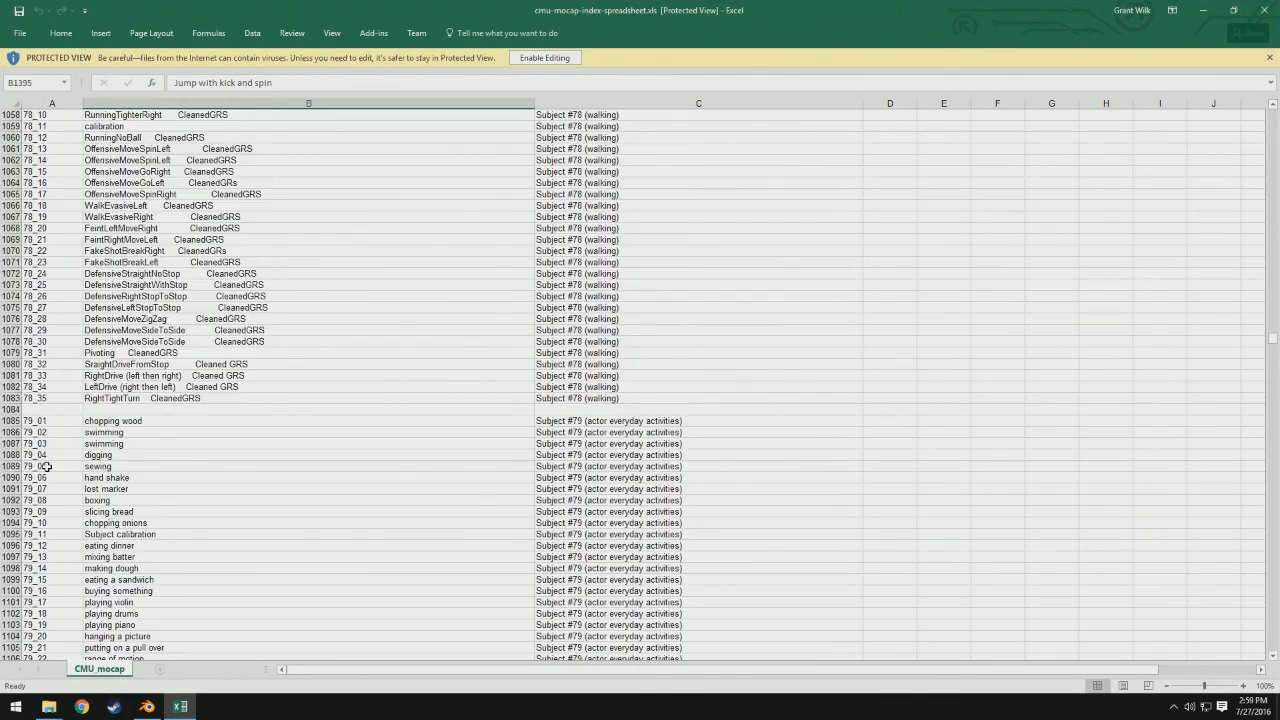 cmu-mocap-index-spreadsheet.xls [Protected View] - Excel
Grant Wilk
File Home Insert Page Layout Formulas Data Review View Add-ins Team Tell me what you want to do Share
PROTECTED VIEW Be careful—files from the Internet can contain viruses. Unless you need to edit, it's safer to stay in Protected View. Enable Editing
B1395 fx Jump with kick and spin
A B C D E F G H I J
1058 78_10 RunningTighterRight CleanedGRS Subject #78 (walking)
1059 78_11 calibration Subject #78 (walking)
1060 78_12 RunningNoBall CleanedGRS Subject #78 (walking)
1061 78_13 OffensiveMoveSpinLeft CleanedGRS Subject #78 (walking)
1062 78_14 OffensiveMoveSpinLeft CleanedGRS Subject #78 (walking)
1063 78_15 OffensiveMoveGoRight CleanedGRS Subject #78 (walking)
1064 78_16 OffensiveMoveGoLeft CleanedGRs Subject #78 (walking)
1065 78_17 OffensiveMoveSpinRight CleanedGRS Subject #78 (walking)
1066 78_18 WalkEvasiveLeft CleanedGRS Subject #78 (walking)
1067 78_19 WalkEvasiveRight CleanedGRS Subject #78 (walking)
1068 78_20 FeintLeftMoveRight CleanedGRS Subject #78 (walking)
1069 78_21 FeintRightMoveLeft CleanedGRS Subject #78 (walking)
1070 78_22 FakeShotBreakRight CleanedGRs Subject #78 (walking)
1071 78_23 FakeShotBreakLeft CleanedGRS Subject #78 (walking)
1072 78_24 DefensiveStraightNoStop CleanedGRS Subject #78 (walking)
1073 78_25 DefensiveStraightWithStop CleanedGRS Subject #78 (walking)
1074 78_26 DefensiveRightStopToStop CleanedGRS Subject #78 (walking)
1075 78_27 DefensiveLeftStopToStop CleanedGRS Subject #78 (walking)
1076 78_28 DefensiveMoveZigZag CleanedGRS Subject #78 (walking)
1077 78_29 DefensiveMoveSideToSide CleanedGRS Subject #78 (walking)
1078 78_30 DefensiveMoveSideToSide CleanedGRS Subject #78 (walking)
1079 78_31 Pivoting CleanedGRS Subject #78 (walking)
1080 78_32 SraightDriveFromStop Cleaned GRS Subject #78 (walking)
1081 78_33 RightDrive (left then right) Cleaned GRS Subject #78 (walking)
1082 78_34 LeftDrive (right then left) Cleaned GRS Subject #78 (walking)
1083 78_35 RightTightTurn CleanedGRS Subject #78 (walking)
1084
1085 79_01 chopping wood Subject #79 (actor everyday activities)
1086 79_02 swimming Subject #79 (actor everyday activities)
1087 79_03 swimming Subject #79 (actor everyday activities)
1088 79_04 digging Subject #79 (actor everyday activities)
1089 79_05 sewing Subject #79 (actor everyday activities)
1090 79_06 hand shake Subject #79 (actor everyday activities)
1091 79_07 lost marker Subject #79 (actor everyday activities)
1092 79_08 boxing Subject #79 (actor everyday activities)
1093 79_09 slicing bread Subject #79 (actor everyday activities)
1094 79_10 chopping onions Subject #79 (actor everyday activities)
1095 79_11 Subject calibration Subject #79 (actor everyday activities)
1096 79_12 eating dinner Subject #79 (actor everyday activities)
1097 79_13 mixing batter Subject #79 (actor everyday activities)
1098 79_14 making dough Subject #79 (actor everyday activities)
1099 79_15 eating a sandwich Subject #79 (actor everyday activities)
1100 79_16 buying something Subject #79 (actor everyday activities)
1101 79_17 playing violin Subject #79 (actor everyday activities)
1102 79_18 playing drums Subject #79 (actor everyday activities)
1103 79_19 playing piano Subject #79 (actor everyday activities)
1104 79_20 hanging a picture Subject #79 (actor everyday activities)
1105 79_21 putting on a pull over Subject #79 (actor everyday activities)
1106 79_22 range of motion Subject #79 (actor everyday activities)
CMU_mocap
Ready 100%
2:59 PM
7/27/2016